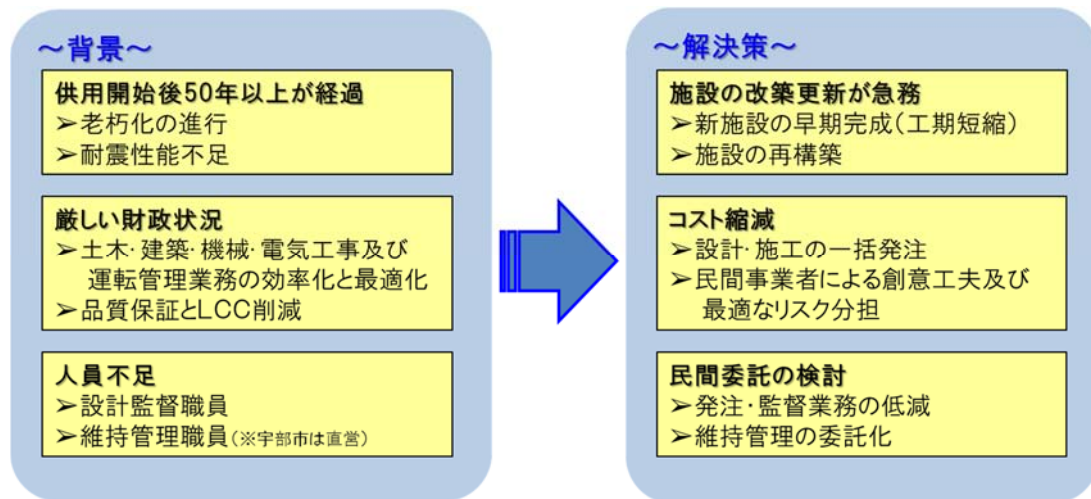 ～背景～
供用開始後50年以上が経過
➢老朽化の進行
➢耐震性能不足
厳しい財政状況
➢土木・建築・機械・電気工事及び
運転管理業務の効率化と最適化
➢品質保証とLCC削減
人員不足
➢設計監督職員
➢維持管理職員(※宇部市は直営)
～解決策～
施設の改築更新が急務
➢新施設の早期完成(工期短縮)
➢施設の再構築
コスト縮減
➢設計・施工の一括発注
➢民間事業者による創意工夫及び
最適なリスク分担
民間委託の検討
➢発注・監督業務の低減
➢維持管理の委託化